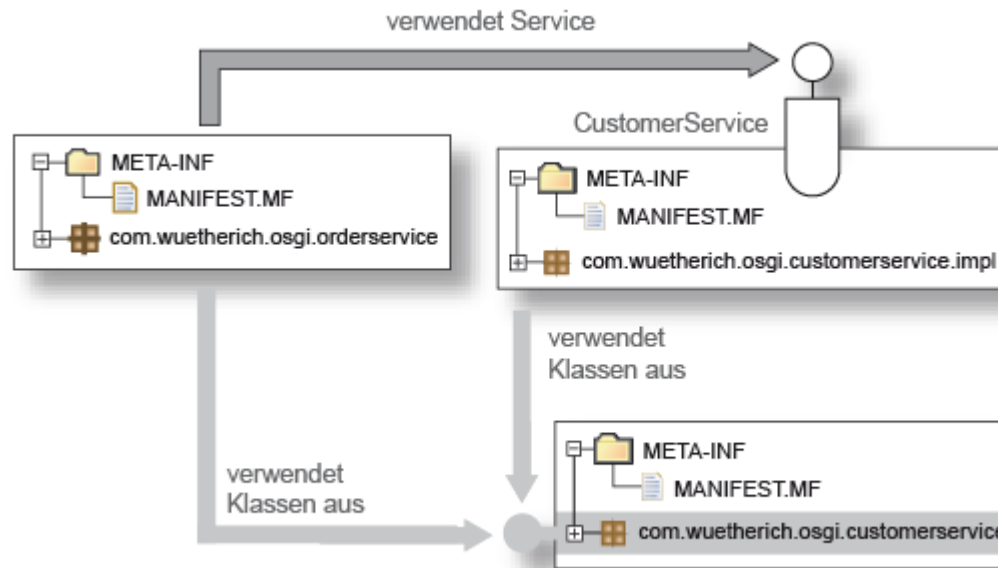 verwendet Service
CustomerService
META-INF
MANIFEST.MF
com.wuetherich.osgi.orderservice
META-INF
MANIFEST.MF
com.wuetherich.osgi.customerservice.impl
verwendet
Klassen aus
verwendet
Klassen aus
META-INF
MANIFEST.MF
com.wuetherich.osgi.customerservice